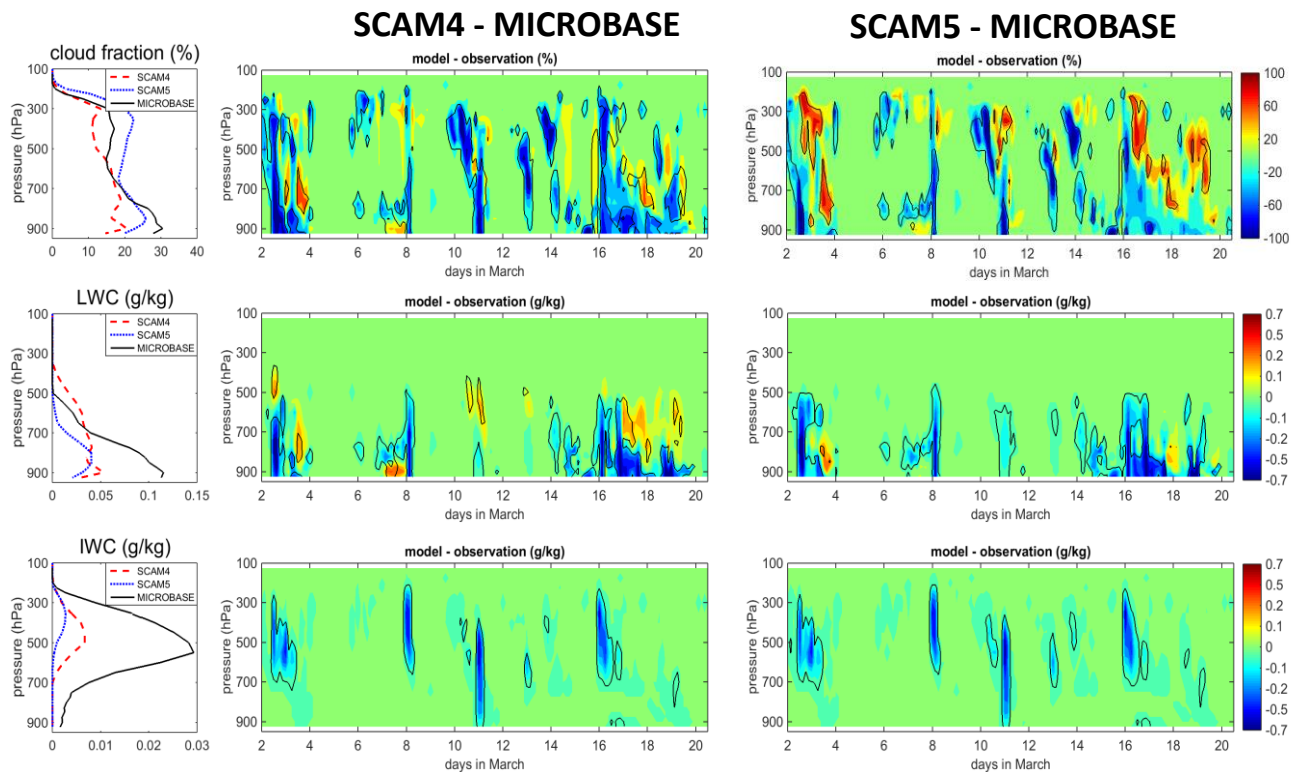 SCAM4 - MICROBASE
SCAM5 - MICROBASE
cloud fraction (%)
model - observation (%)
model - observation (%)
pressure (hPa)
100
300
500
700
900
SCAM4
SCAM5
MICROBASE
0 10 20 30 40
pressure (hPa)
100
300
500
700
900
2 4 6 8 10 12 14 16 18 20
days in March
pressure (hPa)
100
300
500
700
900
2 4 6 8 10 12 14 16 18 20
days in March
100
60
20
-20
-60
-100
LWC (g/kg)
model - observation (g/kg)
model - observation (g/kg)
pressure (hPa)
100
300
500
700
900
SCAM4
SCAM5
MICROBASE
0 0.05 0.1 0.15
pressure (hPa)
100
300
500
700
900
2 4 6 8 10 12 14 16 18 20
days in March
pressure (hPa)
100
300
500
700
900
2 4 6 8 10 12 14 16 18 20
days in March
0.7
0.5
0.2
0.1
0
-0.1
-0.2
-0.5
-0.7
IWC (g/kg)
model - observation (g/kg)
model - observation (g/kg)
pressure (hPa)
100
300
500
700
900
SCAM4
SCAM5
MICROBASE
0 0.01 0.02 0.03
pressure (hPa)
100
300
500
700
900
2 4 6 8 10 12 14 16 18 20
days in March
pressure (hPa)
100
300
500
700
900
2 4 6 8 10 12 14 16 18 20
days in March
0.7
0.3
0.2
0.1
0
-0.1
-0.2
-0.5
-0.7